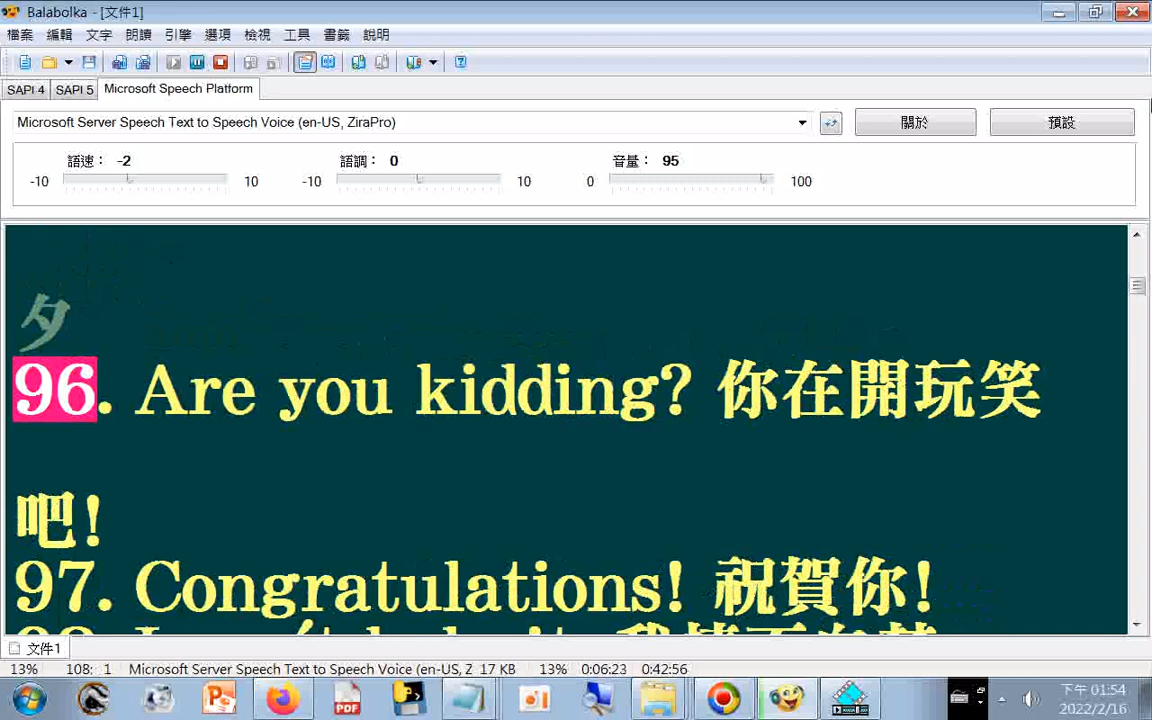 Balabolka - [文件1]
檔案 編輯 文字 朗讀 引擎 選項 檢視 工具 書籤 說明
SAPI 4 SAPI 5 Microsoft Speech Platform
Microsoft Server Speech Text to Speech Voice (en-US, ZiraPro) 關於 預設
語速： -2 語調： 0 音量： 95
-10 10 -10 10 0 100
夕
96. Are you kidding? 你在開玩笑
吧!
97. Congratulations! 祝賀你!
文件1
13% 108: 1 Microsoft Server Speech Text to Speech Voice (en-US, Z 17 KB 13% 0:06:23 0:42:56
PDF
下午 01:54
2022/2/16